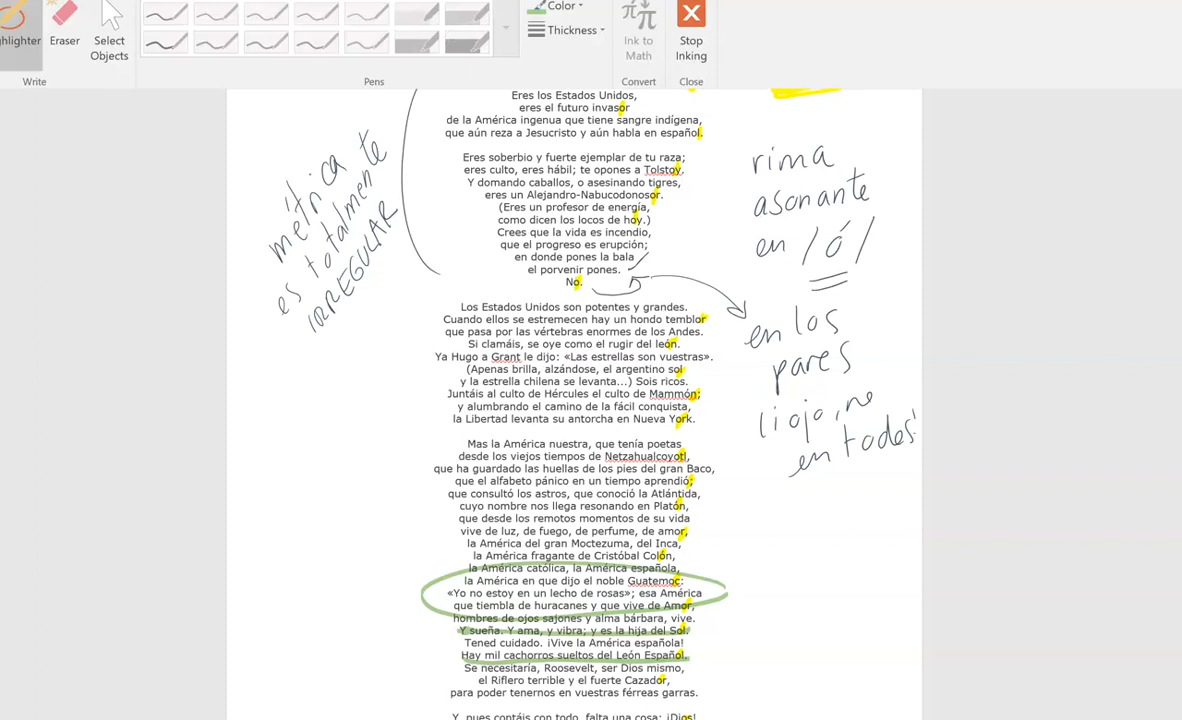 Highlighter
Eraser
Select
Objects
Write
Pens
Color
Thickness
Ink to
Math
Convert
Stop
Inking
Close
Eres los Estados Unidos,
eres el futuro invasor
de la América ingenua que tiene sangre indígena,
que aún reza a Jesucristo y aún habla en español.
Eres soberbio y fuerte ejemplar de tu raza;
eres culto, eres hábil; te opones a Tolstoy.
Y domando caballos, o asesinando tigres,
eres un Alejandro-Nabucodonosor.
(Eres un profesor de energía,
como dicen los locos de hoy.)
Crees que la vida es incendio,
que el progreso es erupción;
en donde pones la bala
el porvenir pones.
No.
Los Estados Unidos son potentes y grandes.
Cuando ellos se estremecen hay un hondo temblor
que pasa por las vértebras enormes de los Andes.
Si clamáis, se oye como el rugir del león.
Ya Hugo a Grant le dijo: «Las estrellas son vuestras».
(Apenas brilla, alzándose, el argentino sol
y la estrella chilena se levanta...) Sois ricos.
Juntáis al culto de Hércules el culto de Mammón;
y alumbrando el camino de la fácil conquista,
la Libertad levanta su antorcha en Nueva York.
Mas la América nuestra, que tenía poetas
desde los viejos tiempos de Netzahualcoyotl,
que ha guardado las huellas de los pies del gran Baco,
que el alfabeto pánico en un tiempo aprendió;
que consultó los astros, que conoció la Atlántida,
cuyo nombre nos llega resonando en Platón,
que desde los remotos momentos de su vida
vive de luz, de fuego, de perfume, de amor,
la América del gran Moctezuma, del Inca,
la América fragante de Cristóbal Colón,
la América católica, la América española,
la América en que dijo el noble Guatemoc:
«Yo no estoy en un lecho de rosas»; esa América
que tiembla de huracanes y que vive de Amor,
hombres de ojos sajones y alma bárbara, vive.
Y sueña. Y ama, y vibra; y es la hija del Sol.
Tened cuidado. ¡Vive la América española!
Hay mil cachorros sueltos del León Español.
Se necesitaría, Roosevelt, ser Dios mismo,
el Riflero terrible y el fuerte Cazador,
para poder tenernos en vuestras férreas garras.
Y, pues contáis con todo, falta una cosa: ¡Dios!
métrica
es totalmente
IRREGULAR
rima
asonante
en /ó/
en los
pares
(¡ojo, no
en todos!